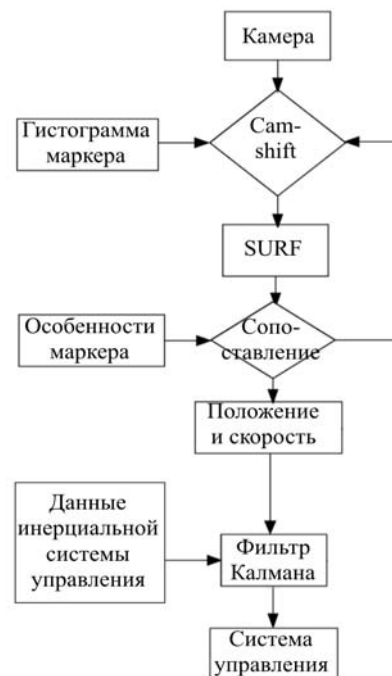 Камера
Cam-
shift
Гистограмма
маркера
SURF
Особенности
маркера
Сопо-
ставление
Положение
и скорость
Данные
инерциальной
системы
управления
Фильтр
Калмана
Система
управления